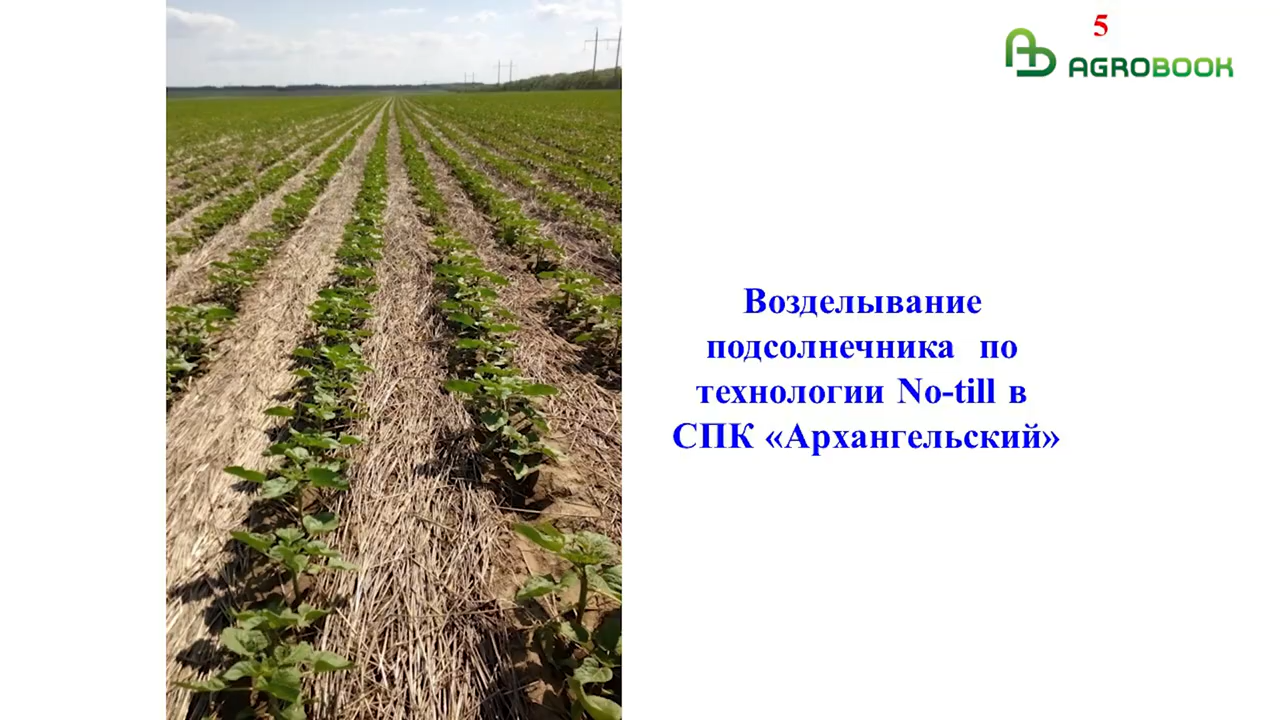 5
AGROBOOK
Возделывание
подсолнечника по
технологии No-till в
СПК «Архангельский»